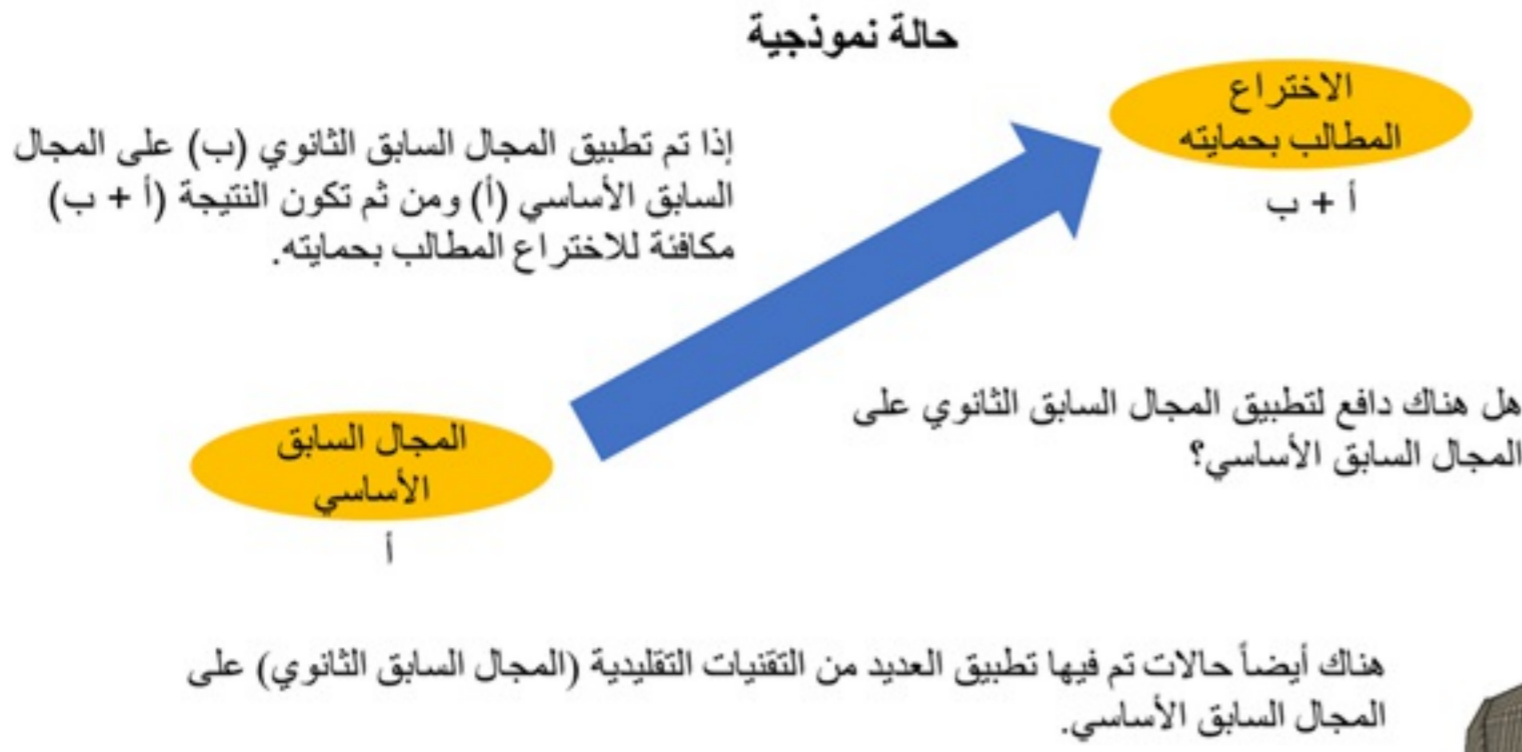 حالة نموذجية
الاختراع
المطالب بحمايته
أ + ب
إذا تم تطبيق المجال السابق الثانوي (ب) على المجال
السابق الأساسي (أ) ومن ثم تكون النتيجة (أ + ب)
مكافئة للاختراع المطالب بحمايته.
هل هناك دافع لتطبيق المجال السابق الثانوي على
المجال السابق الأساسي؟
المجال السابق
الأساسي
أ
هناك أيضاً حالات تم فيها تطبيق العديد من التقنيات التقليدية (المجال السابق الثانوي) على
المجال السابق الأساسي.